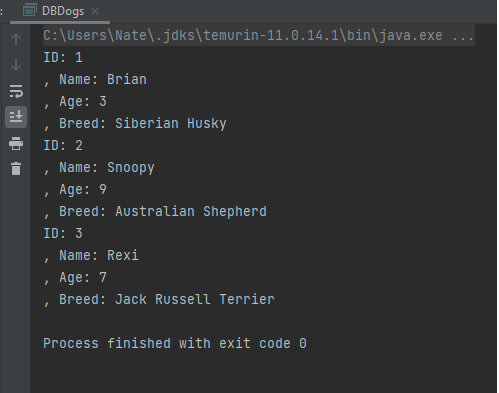 : DBDogs ×
C:\Users\Nate\.jdks\temurin-11.0.14.1\bin\java.exe ...
ID: 1
, Name: Brian
, Age: 3
, Breed: Siberian Husky
ID: 2
, Name: Snoopy
, Age: 9
, Breed: Australian Shepherd
ID: 3
, Name: Rexi
, Age: 7
, Breed: Jack Russell Terrier
Process finished with exit code 0